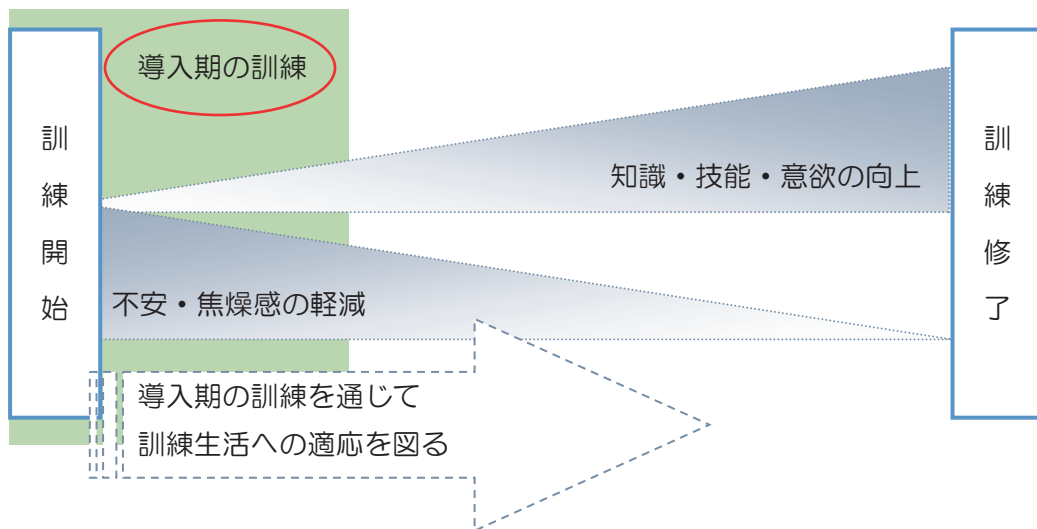 導入期の訓練
訓練開始
知識・技能・意欲の向上
訓練修了
不安・焦燥感の軽減
導入期の訓練を通じて
訓練生活への適応を図る